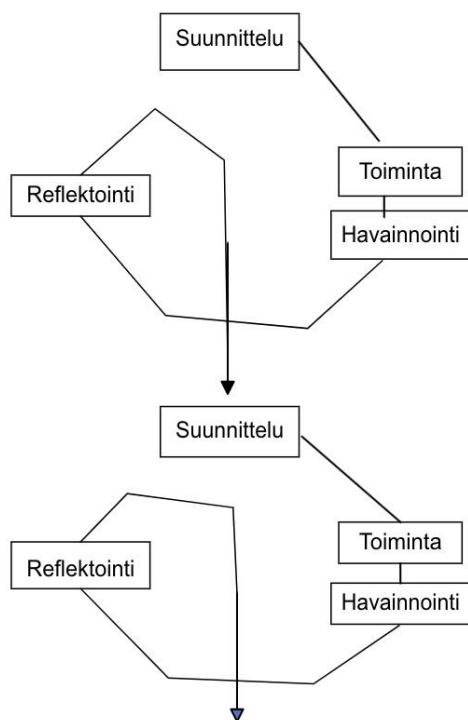 Suunnittelu
Toiminta
Reflektointi
Havainnointi
Suunnittelu
Toiminta
Reflektointi
Havainnointi